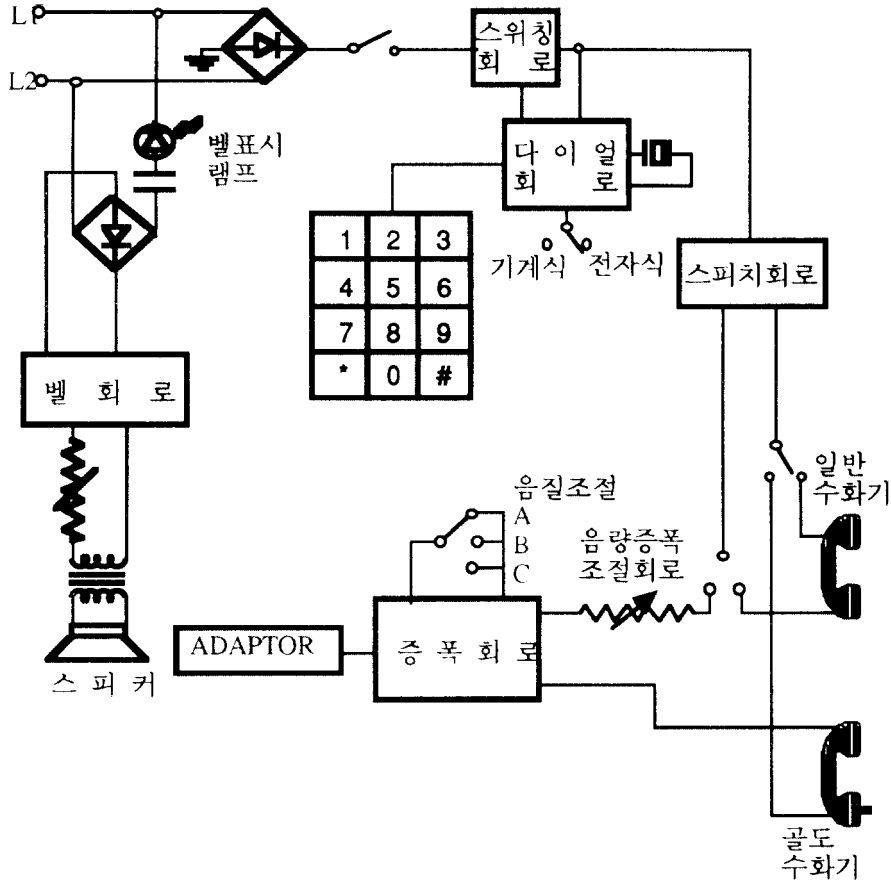 L1
L2
스위칭
회 로
벨표시
램프
다 이 얼
회 로
1 2 3
4 5 6
7 8 9
* 0 #
기계식 전자식
스피치회로
벨 회 로
음질조절
A
B
C
음량증폭
조절회로
일반
수화기
ADAPTOR
증 폭 회 로
스 피 커
골도
수화기